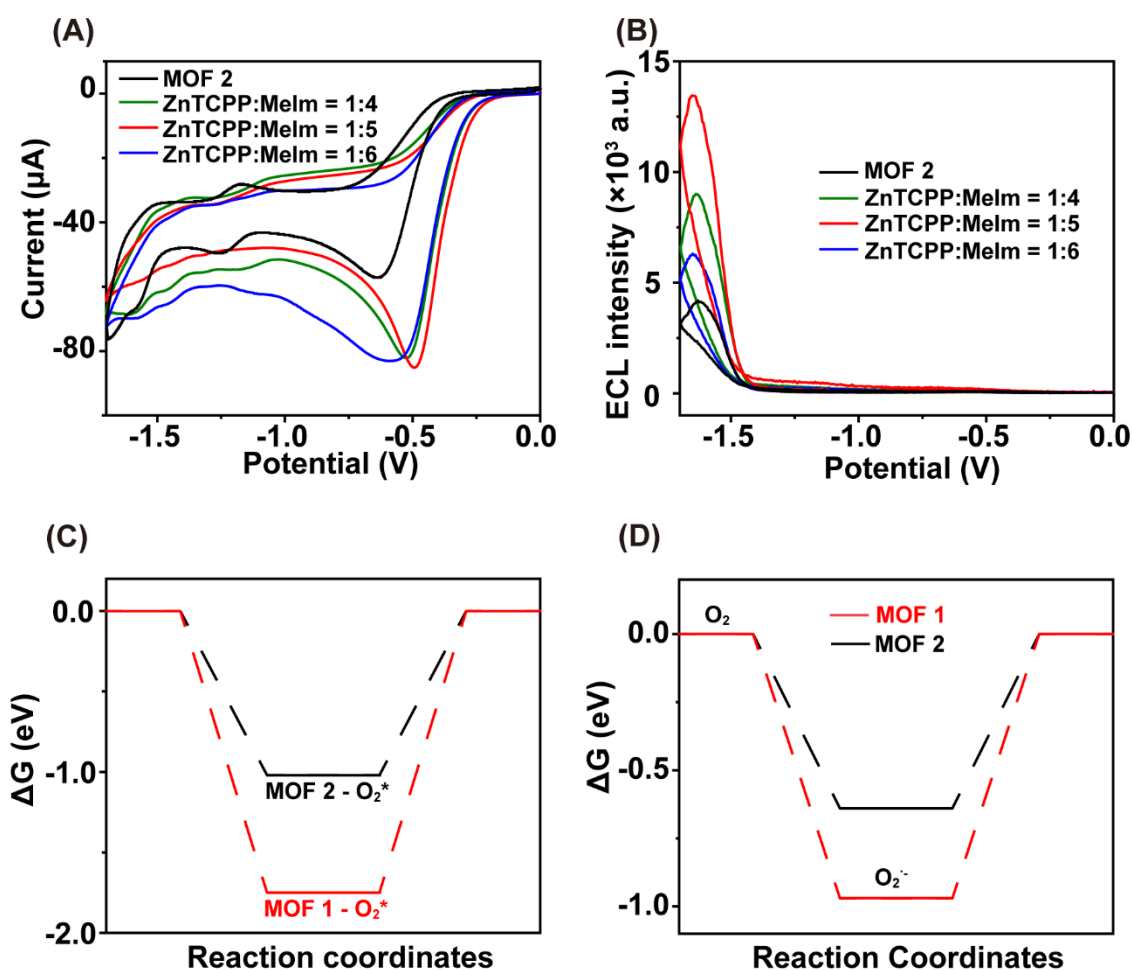 (A)
0
-40
-80
Current (µA)
MOF 2
ZnTCPP:MeIm = 1:4
ZnTCPP:MeIm = 1:5
ZnTCPP:MeIm = 1:6
-1.5
-1.0
-0.5
0.0
Potential (V)
(B)
15
10
5
0
ECL intensity (×10³ a.u.)
MOF 2
ZnTCPP:MeIm = 1:4
ZnTCPP:MeIm = 1:5
ZnTCPP:MeIm = 1:6
-1.5
-1.0
-0.5
0.0
Potential (V)
(C)
0.0
-1.0
-2.0
ΔG (eV)
MOF 2 - O₂*
MOF 1 - O₂*
Reaction coordinates
(D)
0.0
-0.5
-1.0
ΔG (eV)
O₂
MOF 1
MOF 2
O₂·⁻
Reaction Coordinates